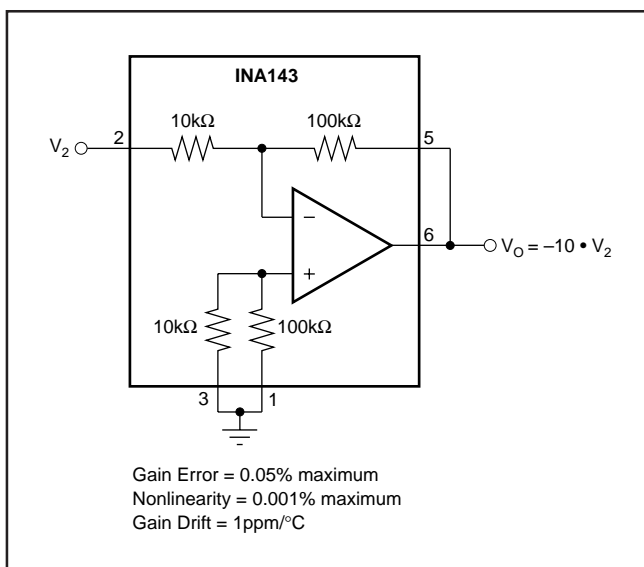 INA143
10kΩ
100kΩ
V2
2
5
6
VO = –10 • V2
–
+
10kΩ
100kΩ
3
1
Gain Error = 0.05% maximum
Nonlinearity = 0.001% maximum
Gain Drift = 1ppm/°C